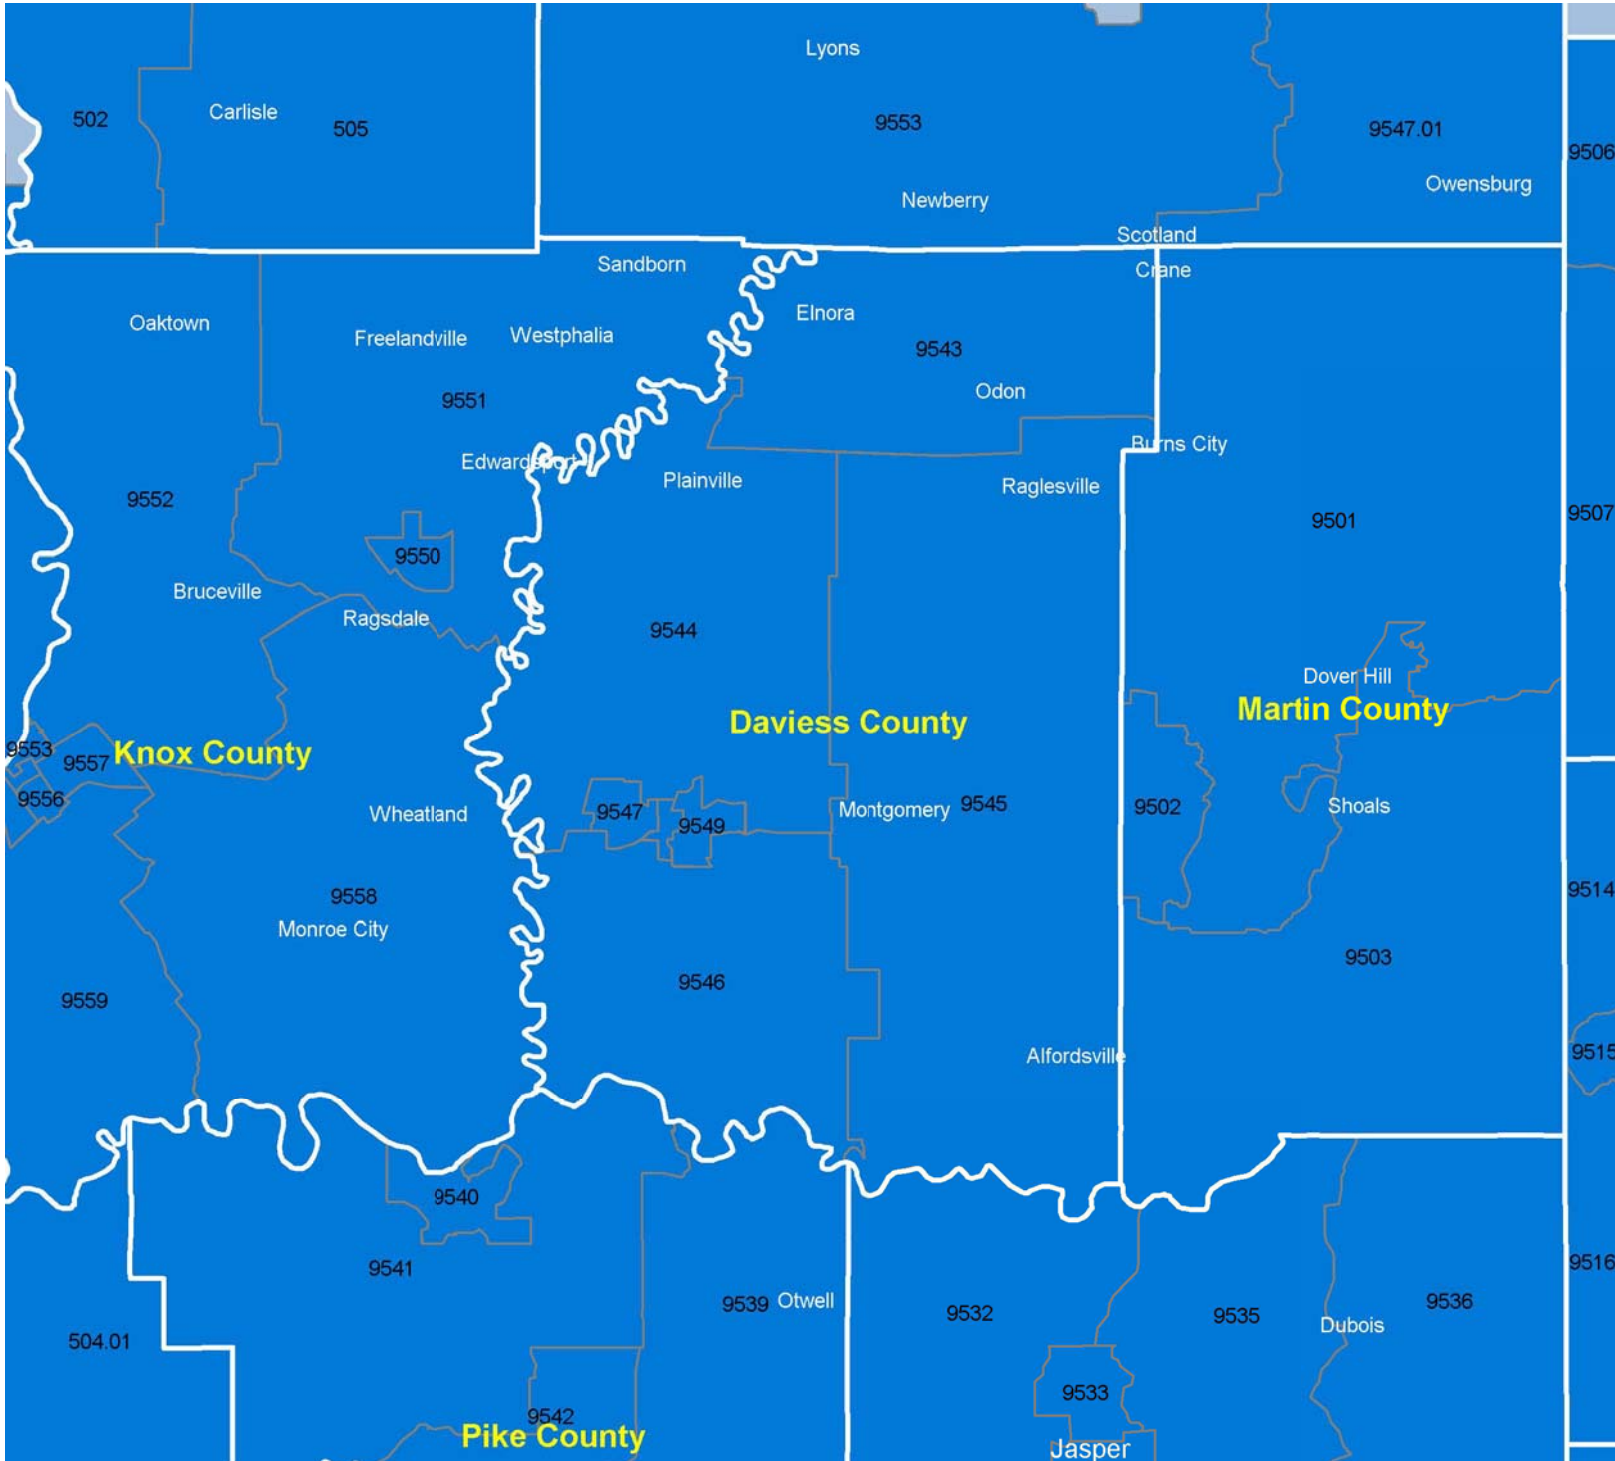 Lyons
Carlisle
502
505
9553
9547.01
9506
Owensburg
Newberry
Scotland
Sandborn
Crane
Elnora
Oaktown
Freelandville
Westphalia
9543
Odon
9551
Burns City
Edwardsport
Plainville
Raglesville
9552
9501
9507
9550
Bruceville
Ragsdale
9544
Dover Hill
Martin County
Daviess County
9553
Knox County
9557
9556
Wheatland
9547
9549
Montgomery
9545
9502
Shoals
9558
9514
Monroe City
9503
9546
9559
Alfordsville
9515
9540
9541
9516
9539
Otwell
9532
9535
9536
Dubois
504.01
9533
9542
Pike County
Jasper